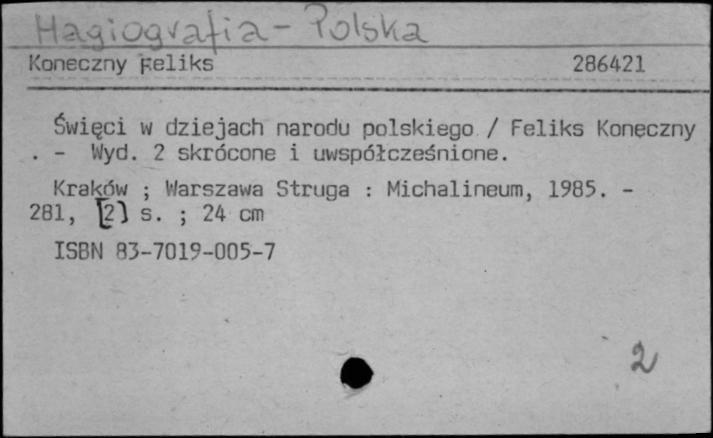 Hagiografia - Polska
Koneczny Feliks 286421
Święci w dziejach narodu polskiego / Feliks Koneczny
. - Wyd. 2 skrócone i uwspółcześnione.
Kraków ; Warszawa Struga : Michalineum, 1985. -
281, [2] s. ; 24 cm
ISBN 83-7019-005-7
2